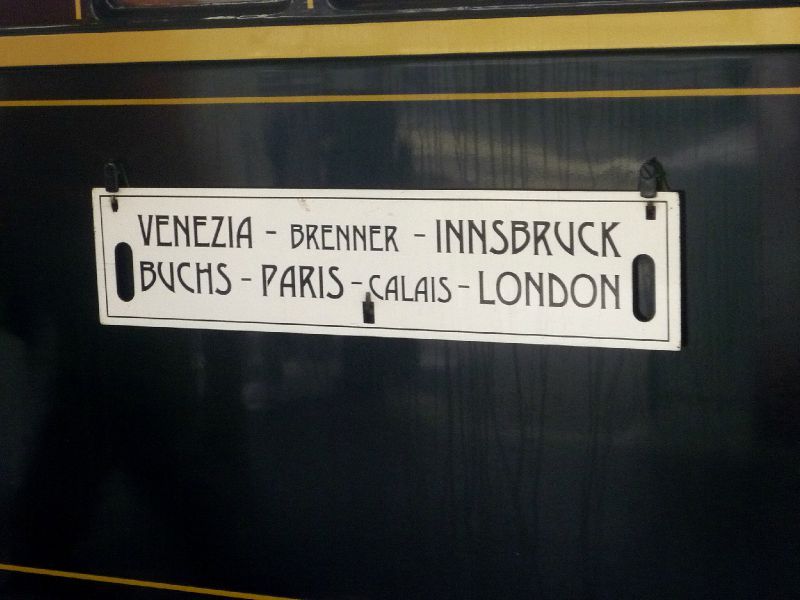 VENEZIA - BRENNER - INNSBRUCK
BUCHS - PARIS - CALAIS - LONDON